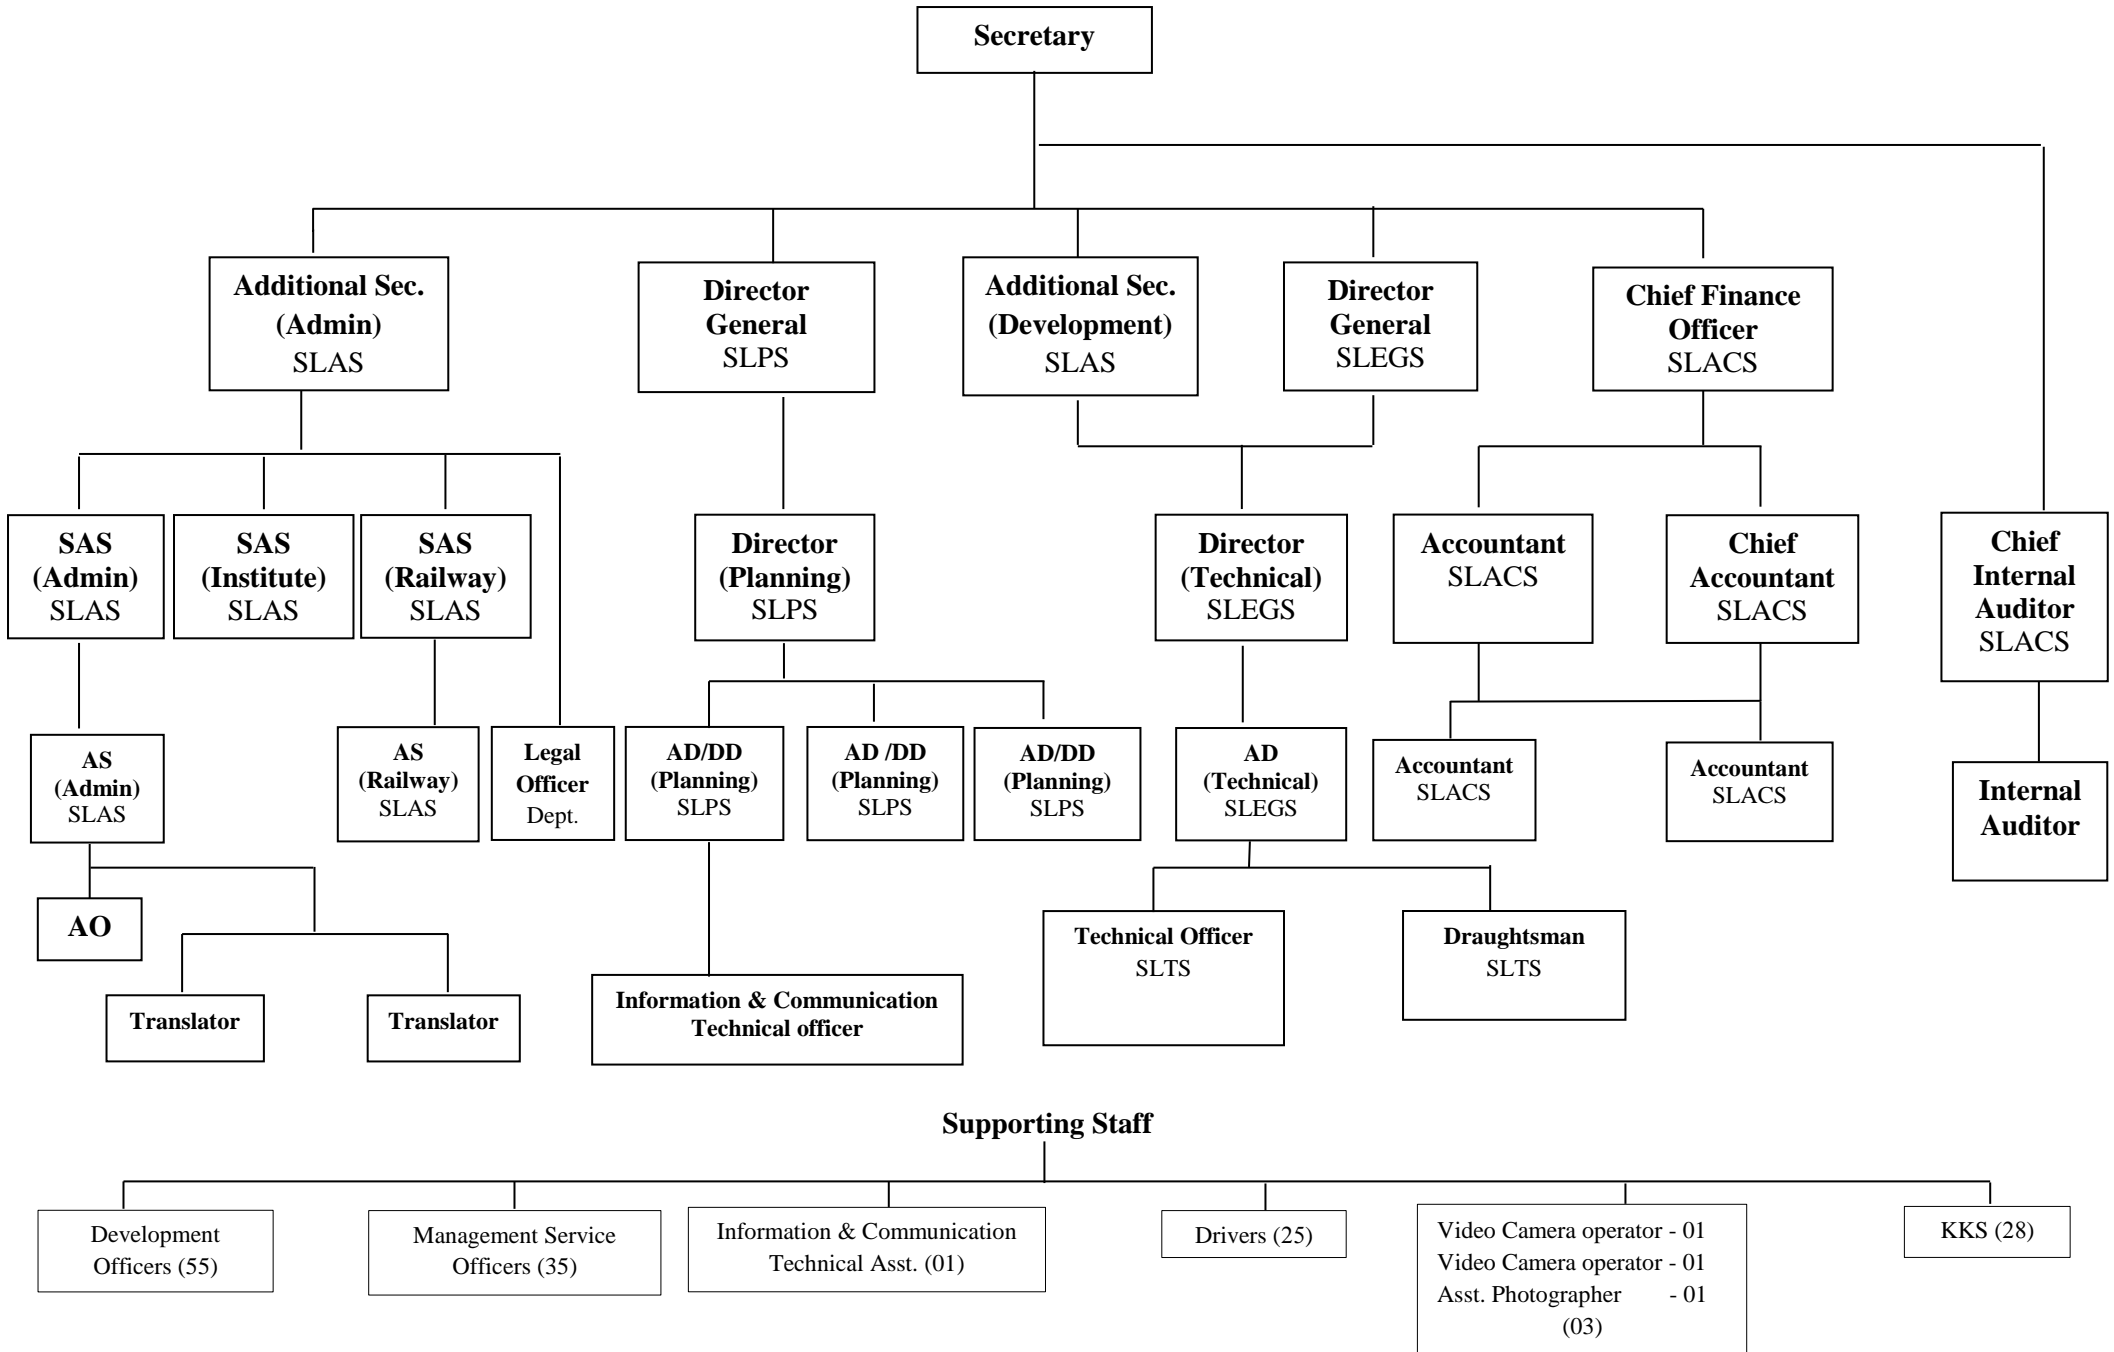 Secretary
Additional Sec.
(Admin)
SLAS
Director
General
SLPS
Additional Sec.
(Development)
SLAS
Director
General
SLEGS
Chief Finance
Officer
SLACS
SAS
(Admin)
SLAS
SAS
(Institute)
SLAS
SAS
(Railway)
SLAS
Director
(Planning)
SLPS
Director
(Technical)
SLEGS
Accountant
SLACS
Chief
Accountant
SLACS
Chief
Internal
Auditor
SLACS
AS
(Admin)
SLAS
AS
(Railway)
SLAS
Legal
Officer
Dept.
AD/DD
(Planning)
SLPS
AD /DD
(Planning)
SLPS
AD/DD
(Planning)
SLPS
AD
(Technical)
SLEGS
Accountant
SLACS
Accountant
SLACS
Internal
Auditor
AO
Technical Officer
SLTS
Draughtsman
SLTS
Translator
Translator
Information & Communication
Technical officer
Supporting Staff
Development
Officers (55)
Management Service
Officers (35)
Information & Communication
Technical Asst. (01)
Drivers (25)
Video Camera operator - 01
Video Camera operator - 01
Asst. Photographer - 01
(03)
KKS (28)